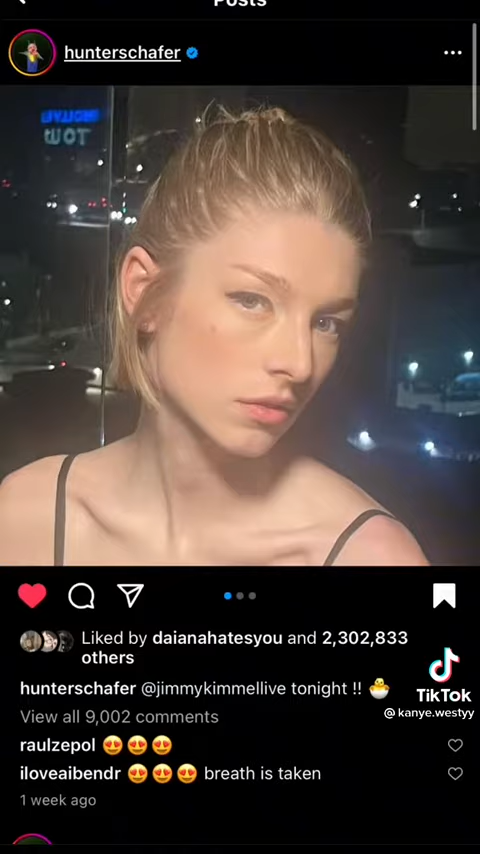 Posts
hunterschafer
TOW
Liked by daianahatesyou and 2,302,833
others
hunterschafer @jimmykimmellive tonight !! 🐣
View all 9,002 comments
raulzepol 😍😍😍
iloveaibendr 😍😍😍 breath is taken
1 week ago
TikTok
@kanye.westyy